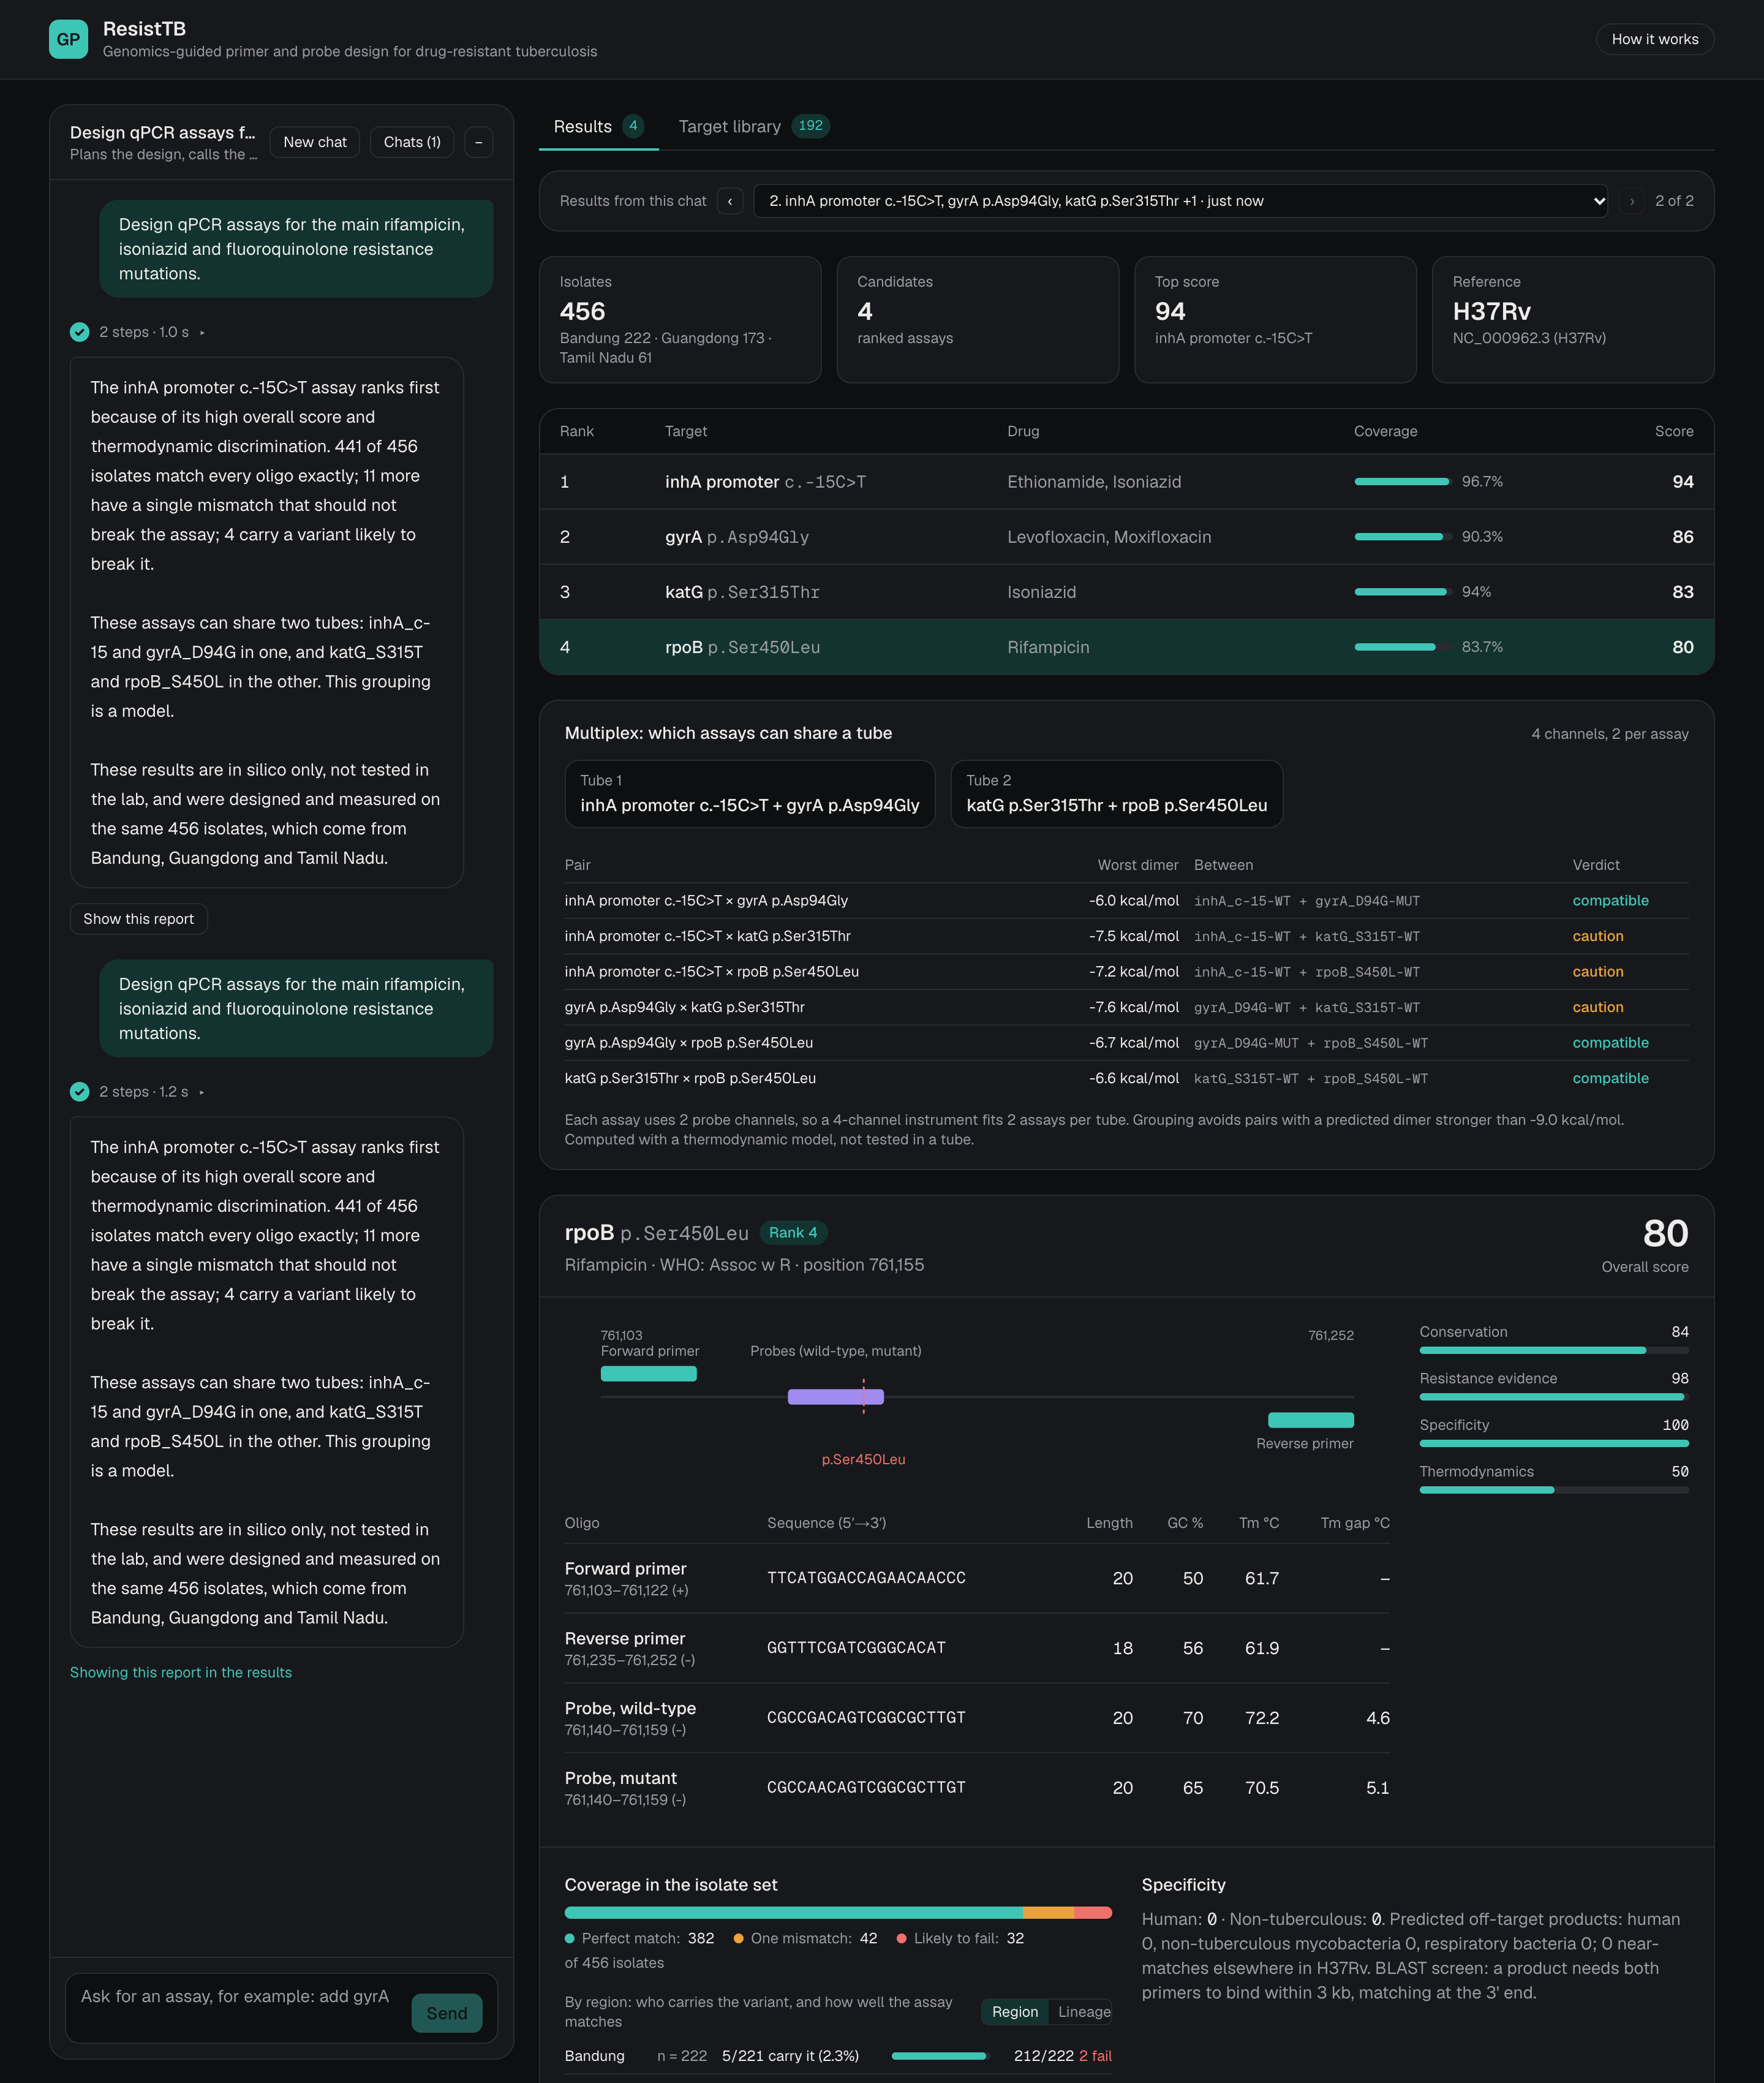 GP
ResistTB
Genomics-guided primer and probe design for drug-resistant tuberculosis
How it works
Design qPCR assays f...
Plans the design, calls the ...
New chat
Chats (1)
–
Design qPCR assays for the main rifampicin,
isoniazid and fluoroquinolone resistance
mutations.
2 steps · 1.0 s ▸
The inhA promoter c.-15C>T assay ranks first
because of its high overall score and
thermodynamic discrimination. 441 of 456
isolates match every oligo exactly; 11 more
have a single mismatch that should not
break the assay; 4 carry a variant likely to
break it.
These assays can share two tubes: inhA_c-
15 and gyrA_D94G in one, and katG_S315T
and rpoB_S450L in the other. This grouping
is a model.
These results are in silico only, not tested in
the lab, and were designed and measured on
the same 456 isolates, which come from
Bandung, Guangdong and Tamil Nadu.
Show this report
Design qPCR assays for the main rifampicin,
isoniazid and fluoroquinolone resistance
mutations.
2 steps · 1.2 s ▸
The inhA promoter c.-15C>T assay ranks first
because of its high overall score and
thermodynamic discrimination. 441 of 456
isolates match every oligo exactly; 11 more
have a single mismatch that should not
break the assay; 4 carry a variant likely to
break it.
These assays can share two tubes: inhA_c-
15 and gyrA_D94G in one, and katG_S315T
and rpoB_S450L in the other. This grouping
is a model.
These results are in silico only, not tested in
the lab, and were designed and measured on
the same 456 isolates, which come from
Bandung, Guangdong and Tamil Nadu.
Showing this report in the results
Ask for an assay, for example: add gyrA
Send
Results 4
Target library 192
Results from this chat ‹ 2. inhA promoter c.-15C>T, gyrA p.Asp94Gly, katG p.Ser315Thr +1 · just now › 2 of 2
Isolates
456
Bandung 222 · Guangdong 173 ·
Tamil Nadu 61
Candidates
4
ranked assays
Top score
94
inhA promoter c.-15C>T
Reference
H37Rv
NC_000962.3 (H37Rv)
Rank Target Drug Coverage Score
1 inhA promoter c.-15C>T Ethionamide, Isoniazid 96.7% 94
2 gyrA p.Asp94Gly Levofloxacin, Moxifloxacin 90.3% 86
3 katG p.Ser315Thr Isoniazid 94% 83
4 rpoB p.Ser450Leu Rifampicin 83.7% 80
Multiplex: which assays can share a tube
4 channels, 2 per assay
Tube 1
inhA promoter c.-15C>T + gyrA p.Asp94Gly
Tube 2
katG p.Ser315Thr + rpoB p.Ser450Leu
Pair Worst dimer Between Verdict
inhA promoter c.-15C>T × gyrA p.Asp94Gly -6.0 kcal/mol inhA_c-15-WT + gyrA_D94G-MUT compatible
inhA promoter c.-15C>T × katG p.Ser315Thr -7.5 kcal/mol inhA_c-15-WT + katG_S315T-WT caution
inhA promoter c.-15C>T × rpoB p.Ser450Leu -7.2 kcal/mol inhA_c-15-WT + rpoB_S450L-WT caution
gyrA p.Asp94Gly × katG p.Ser315Thr -7.6 kcal/mol gyrA_D94G-WT + katG_S315T-WT caution
gyrA p.Asp94Gly × rpoB p.Ser450Leu -6.7 kcal/mol gyrA_D94G-MUT + rpoB_S450L-WT compatible
katG p.Ser315Thr × rpoB p.Ser450Leu -6.6 kcal/mol katG_S315T-WT + rpoB_S450L-WT compatible
Each assay uses 2 probe channels, so a 4-channel instrument fits 2 assays per tube. Grouping avoids pairs with a predicted dimer stronger than -9.0 kcal/mol.
Computed with a thermodynamic model, not tested in a tube.
rpoB p.Ser450Leu Rank 4
Rifampicin · WHO: Assoc w R · position 761,155
80
Overall score
761,103
Forward primer
Probes (wild-type, mutant)
761,252
Reverse primer
p.Ser450Leu
Conservation 84
Resistance evidence 98
Specificity 100
Thermodynamics 50
Oligo Sequence (5′→3′) Length GC % Tm °C Tm gap °C
Forward primer
761,103–761,122 (+)
TTCATGGACCAGAACAACCC 20 50 61.7 –
Reverse primer
761,235–761,252 (-)
GGTTTCGATCGGGCACAT 18 56 61.9 –
Probe, wild-type
761,140–761,159 (-)
CGCCGACAGTCGGCGCTTGT 20 70 72.2 4.6
Probe, mutant
761,140–761,159 (-)
CGCCAACAGTCGGCGCTTGT 20 65 70.5 5.1
Coverage in the isolate set
Perfect match: 382 One mismatch: 42 Likely to fail: 32
of 456 isolates
By region: who carries the variant, and how well the assay
matches
Region Lineage
Bandung n = 222 5/221 carry it (2.3%) 212/222 2 fail
Specificity
Human: 0 · Non-tuberculous: 0. Predicted off-target products: human
0, non-tuberculous mycobacteria 0, respiratory bacteria 0; 0 near-
matches elsewhere in H37Rv. BLAST screen: a product needs both
primers to bind within 3 kb, matching at the 3' end.